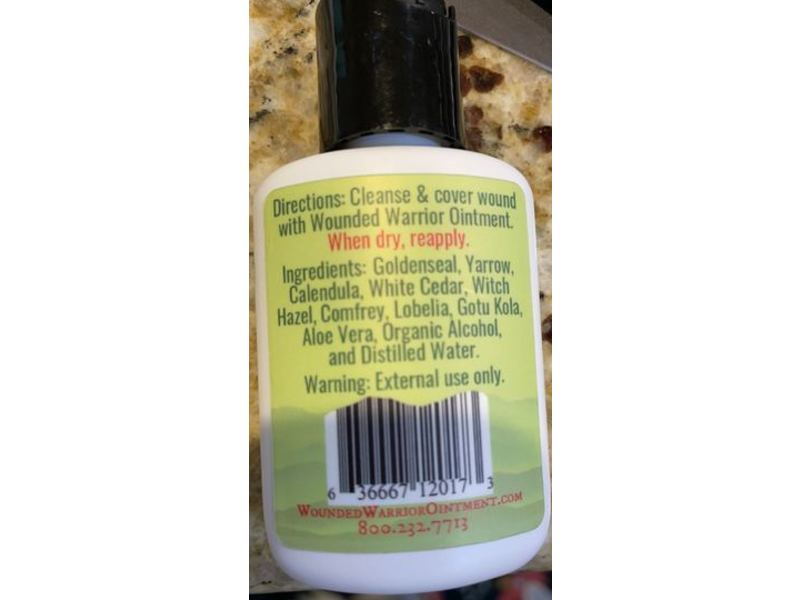 Directions: Cleanse & cover wound
with Wounded Warrior Ointment.
When dry, reapply.
Ingredients: Goldenseal, Yarrow,
Calendula, White Cedar, Witch
Hazel, Comfrey, Lobelia, Gotu Kola,
Aloe Vera, Organic Alcohol,
and Distilled Water.
Warning: External use only.
6 36667 12017 3
WOUNDEDWARRIOROINTMENT.COM
800.232.7713